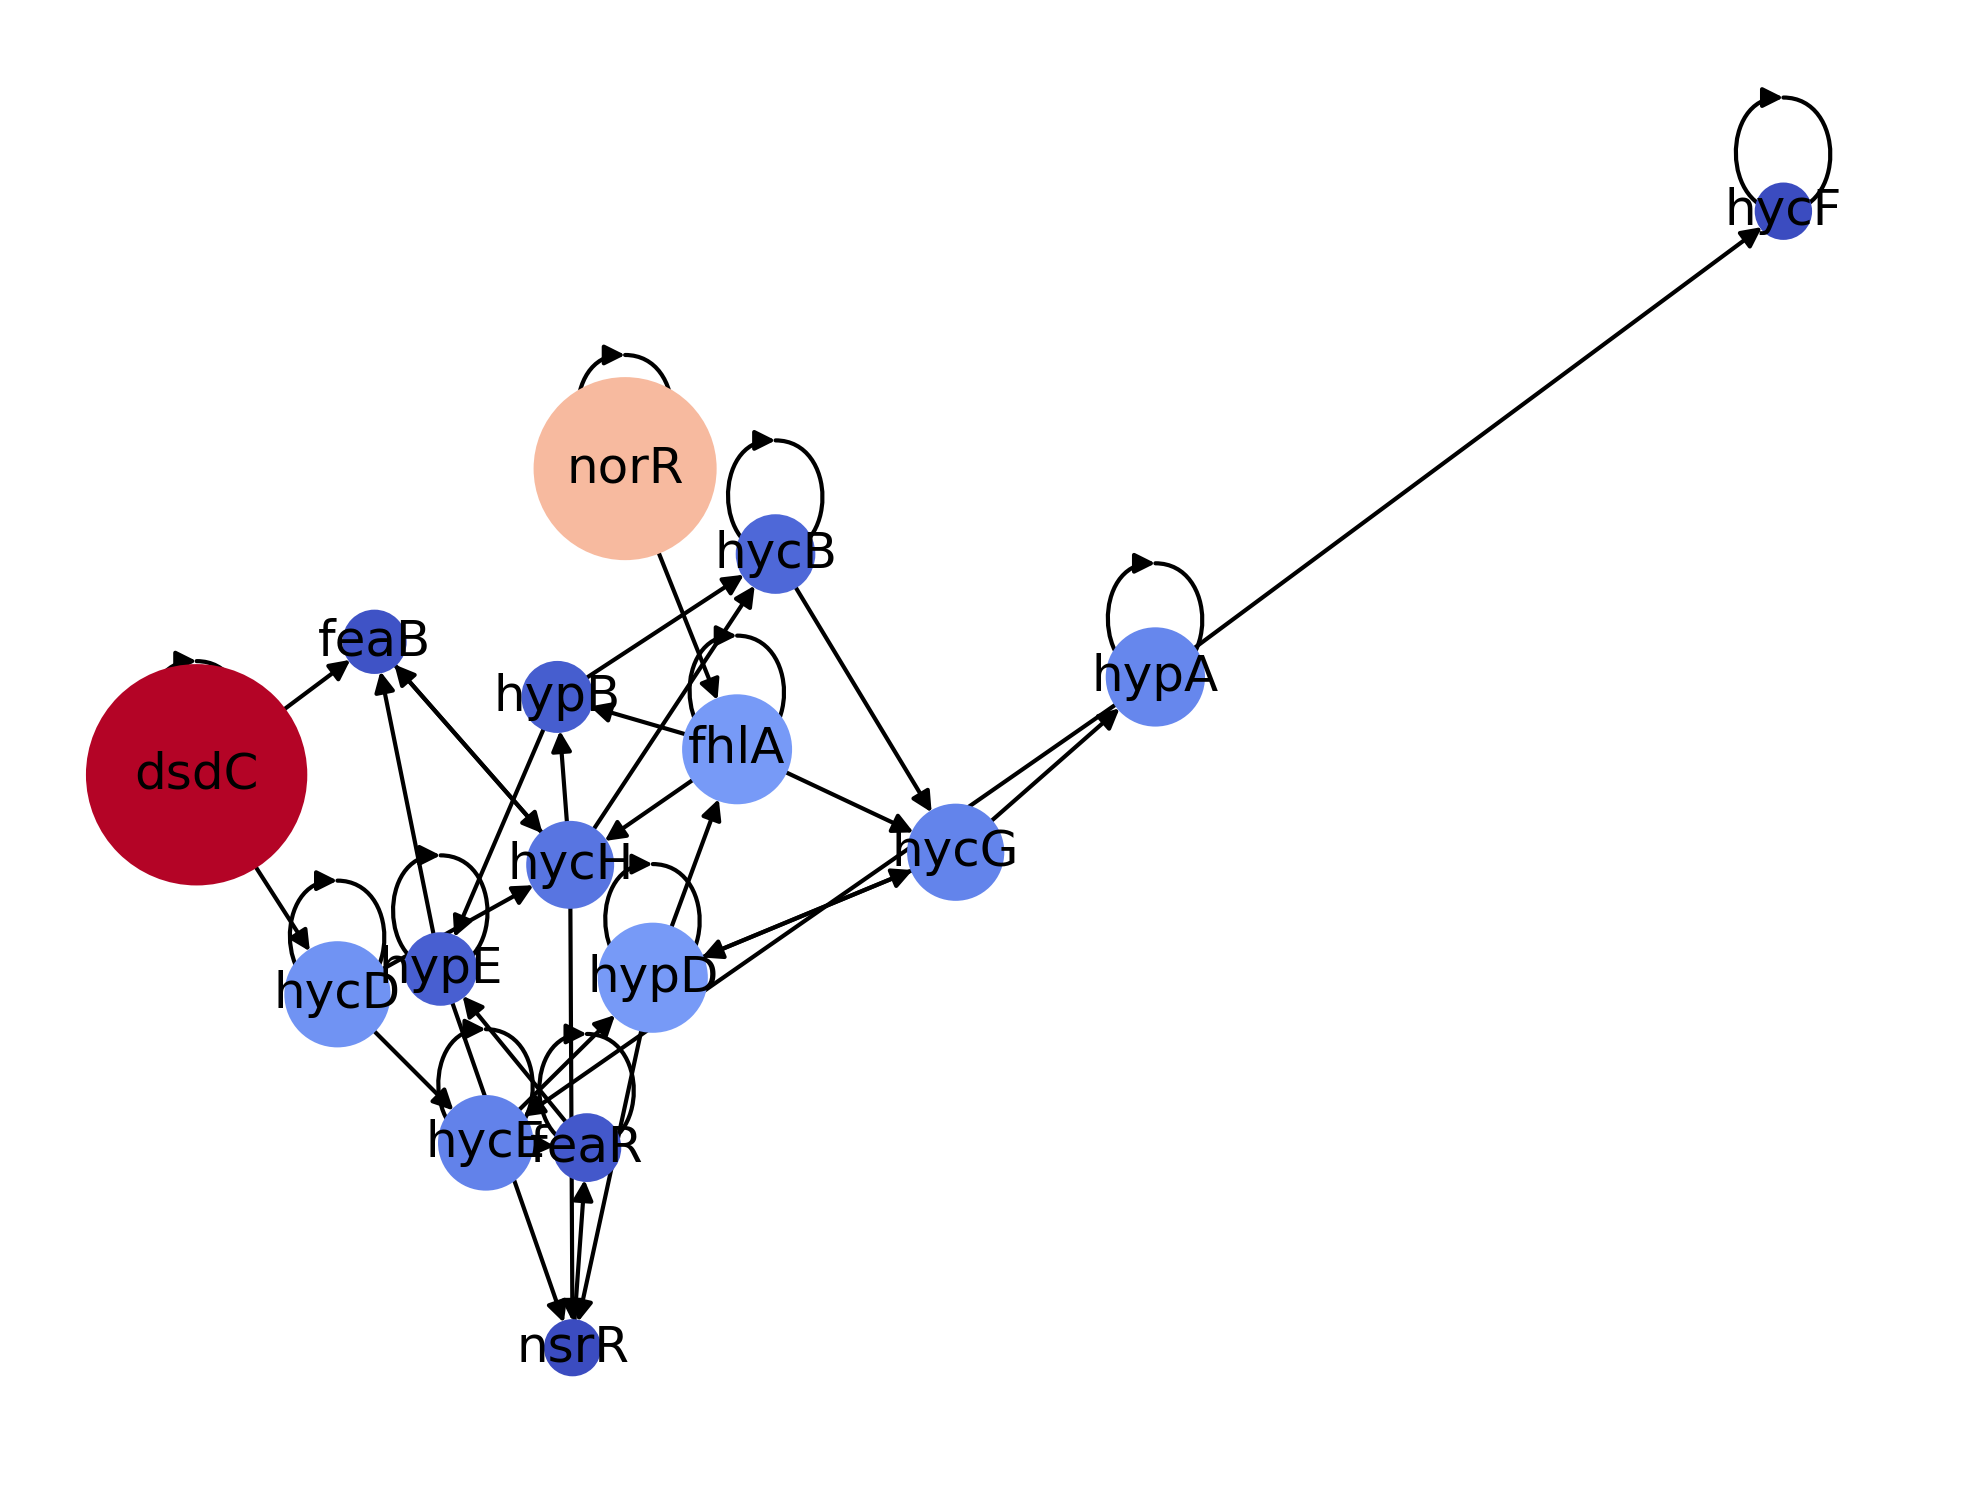 hycF
norR
hycB
feaB
hypA
hypB
fhlA
dsdC
hycG
hycH
hypE
hypD
hycD
hycE
feaR
nsrR